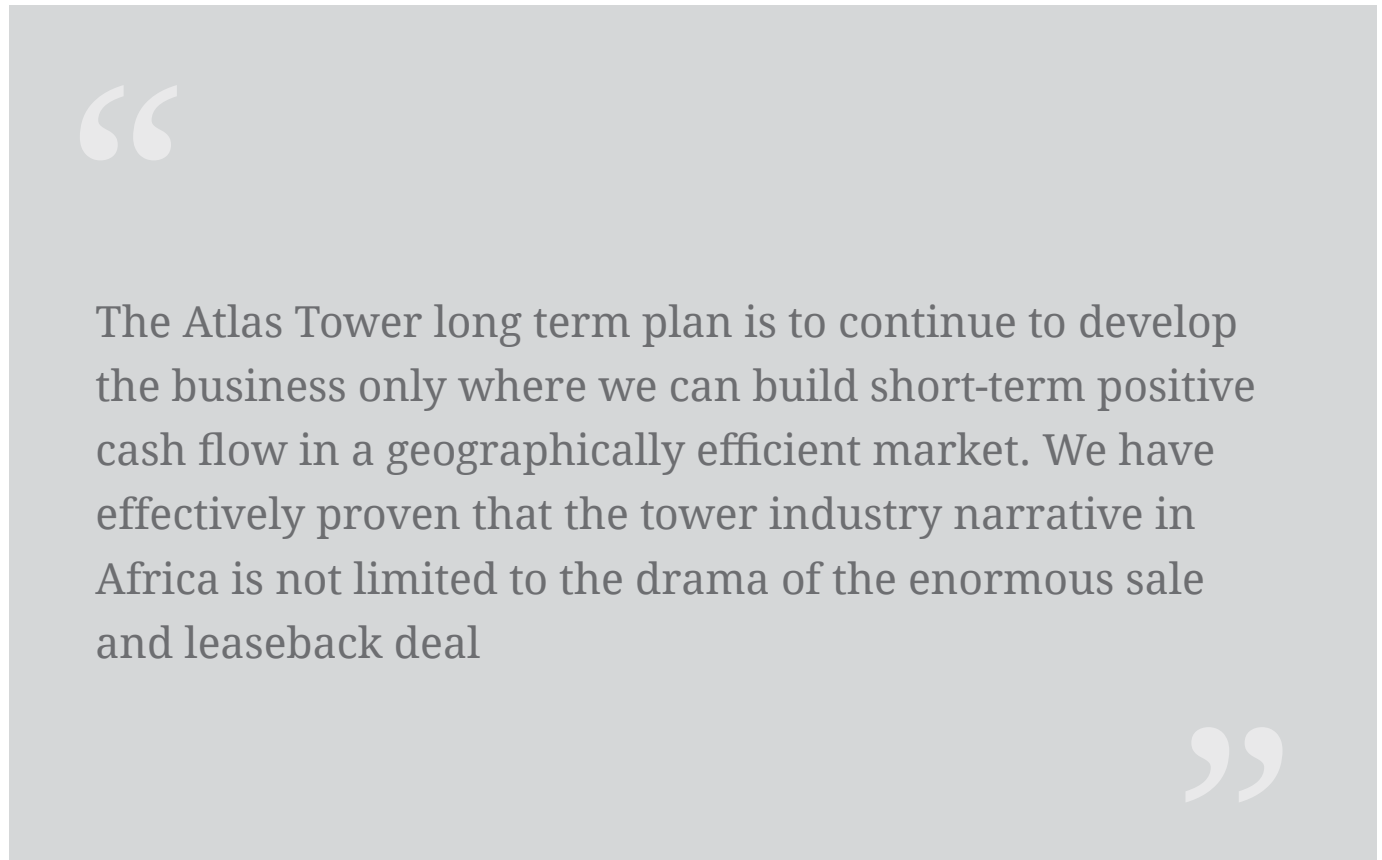 “
The Atlas Tower long term plan is to continue to develop
the business only where we can build short-term positive
cash flow in a geographically efficient market. We have
effectively proven that the tower industry narrative in
Africa is not limited to the drama of the enormous sale
and leaseback deal
”